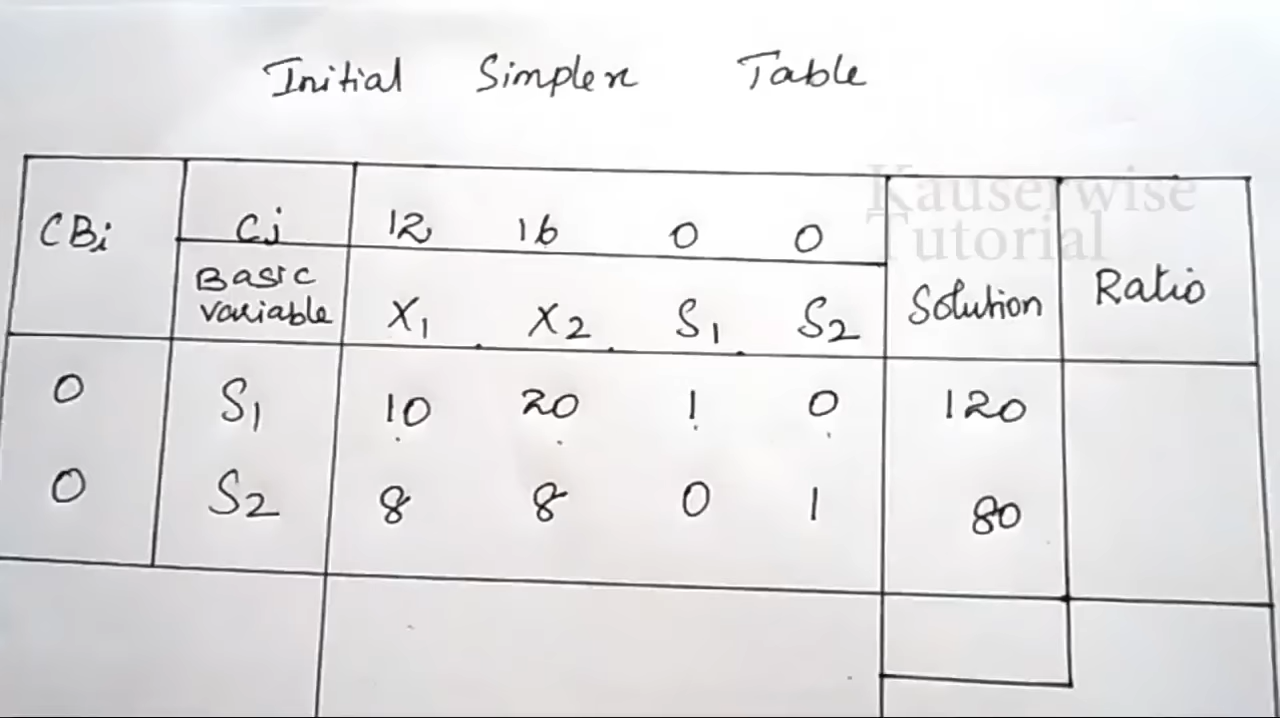 Initial Simplex Table
Kauserwise
Tutorial
CBi Cj 12 16 0 0
Basic
variable X1 X2 S1 S2 Solution Ratio
0 S1 10 20 1 0 120
0 S2 8 8 0 1 80